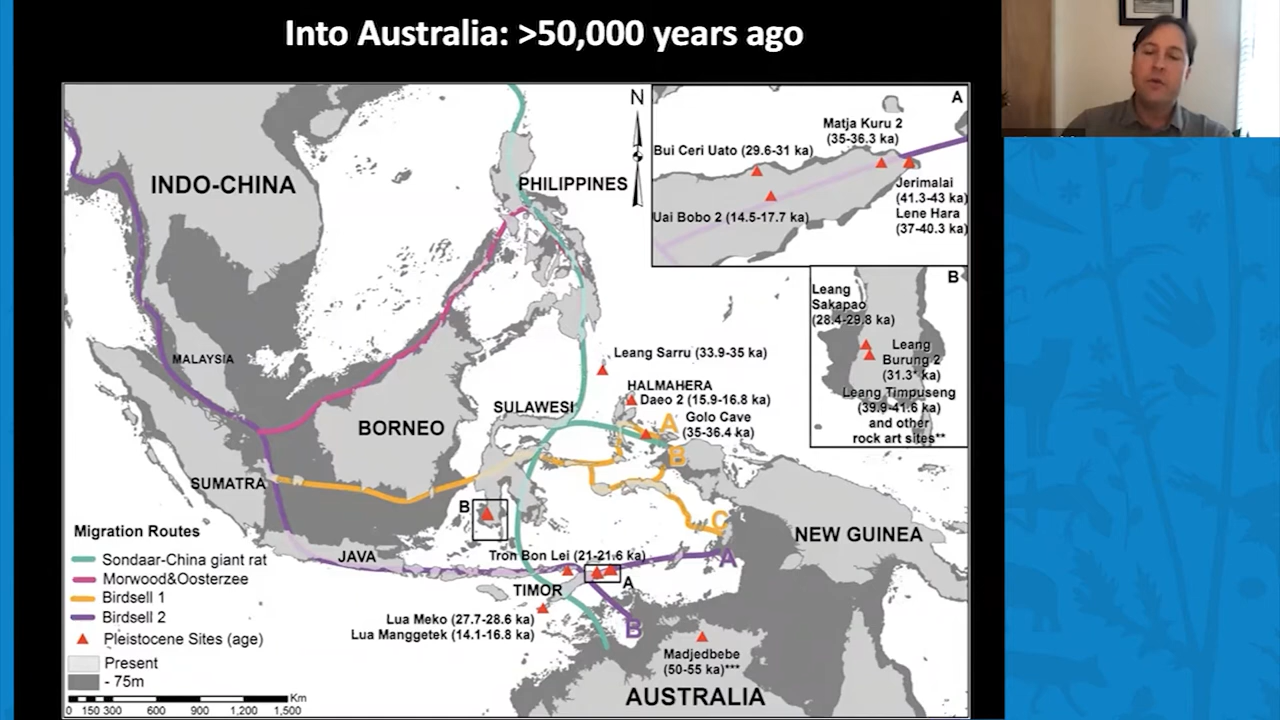 Into Australia: >50,000 years ago
N
A
Matja Kuru 2
(35-36.3 ka)
Bui Ceri Uato (29.6-31 ka)
Jerimalai
(41.3-43 ka)
Uai Bobo 2 (14.5-17.7 ka)
Lene Hara
(37-40.3 ka)
INDO-CHINA
PHILIPPINES
B
Leang
Sakapao
(28.4-29.8 ka)
Leang
Burung 2
(31.3* ka)
Leang Timpuseng
(39.9-41.6 ka)
and other
rock art sites**
MALAYSIA
Leang Sarru (33.9-35 ka)
HALMAHERA
Daeo 2 (15.9-16.8 ka)
SULAWESI
Golo Cave
(35-36.4 ka)
A
B
BORNEO
SUMATRA
B
C
NEW GUINEA
JAVA
Tron Bon Lei (21-21.6 ka)
A
A
TIMOR
Lua Meko (27.7-28.6 ka)
Lua Manggetek (14.1-16.8 ka)
B
Madjedbebe
(50-55 ka)***
AUSTRALIA
Migration Routes
Sondaar-China giant rat
Morwood&Oosterzee
Birdsell 1
Birdsell 2
Pleistocene Sites (age)
Present
- 75m
Km
0 150 300 600 900 1,200 1,500